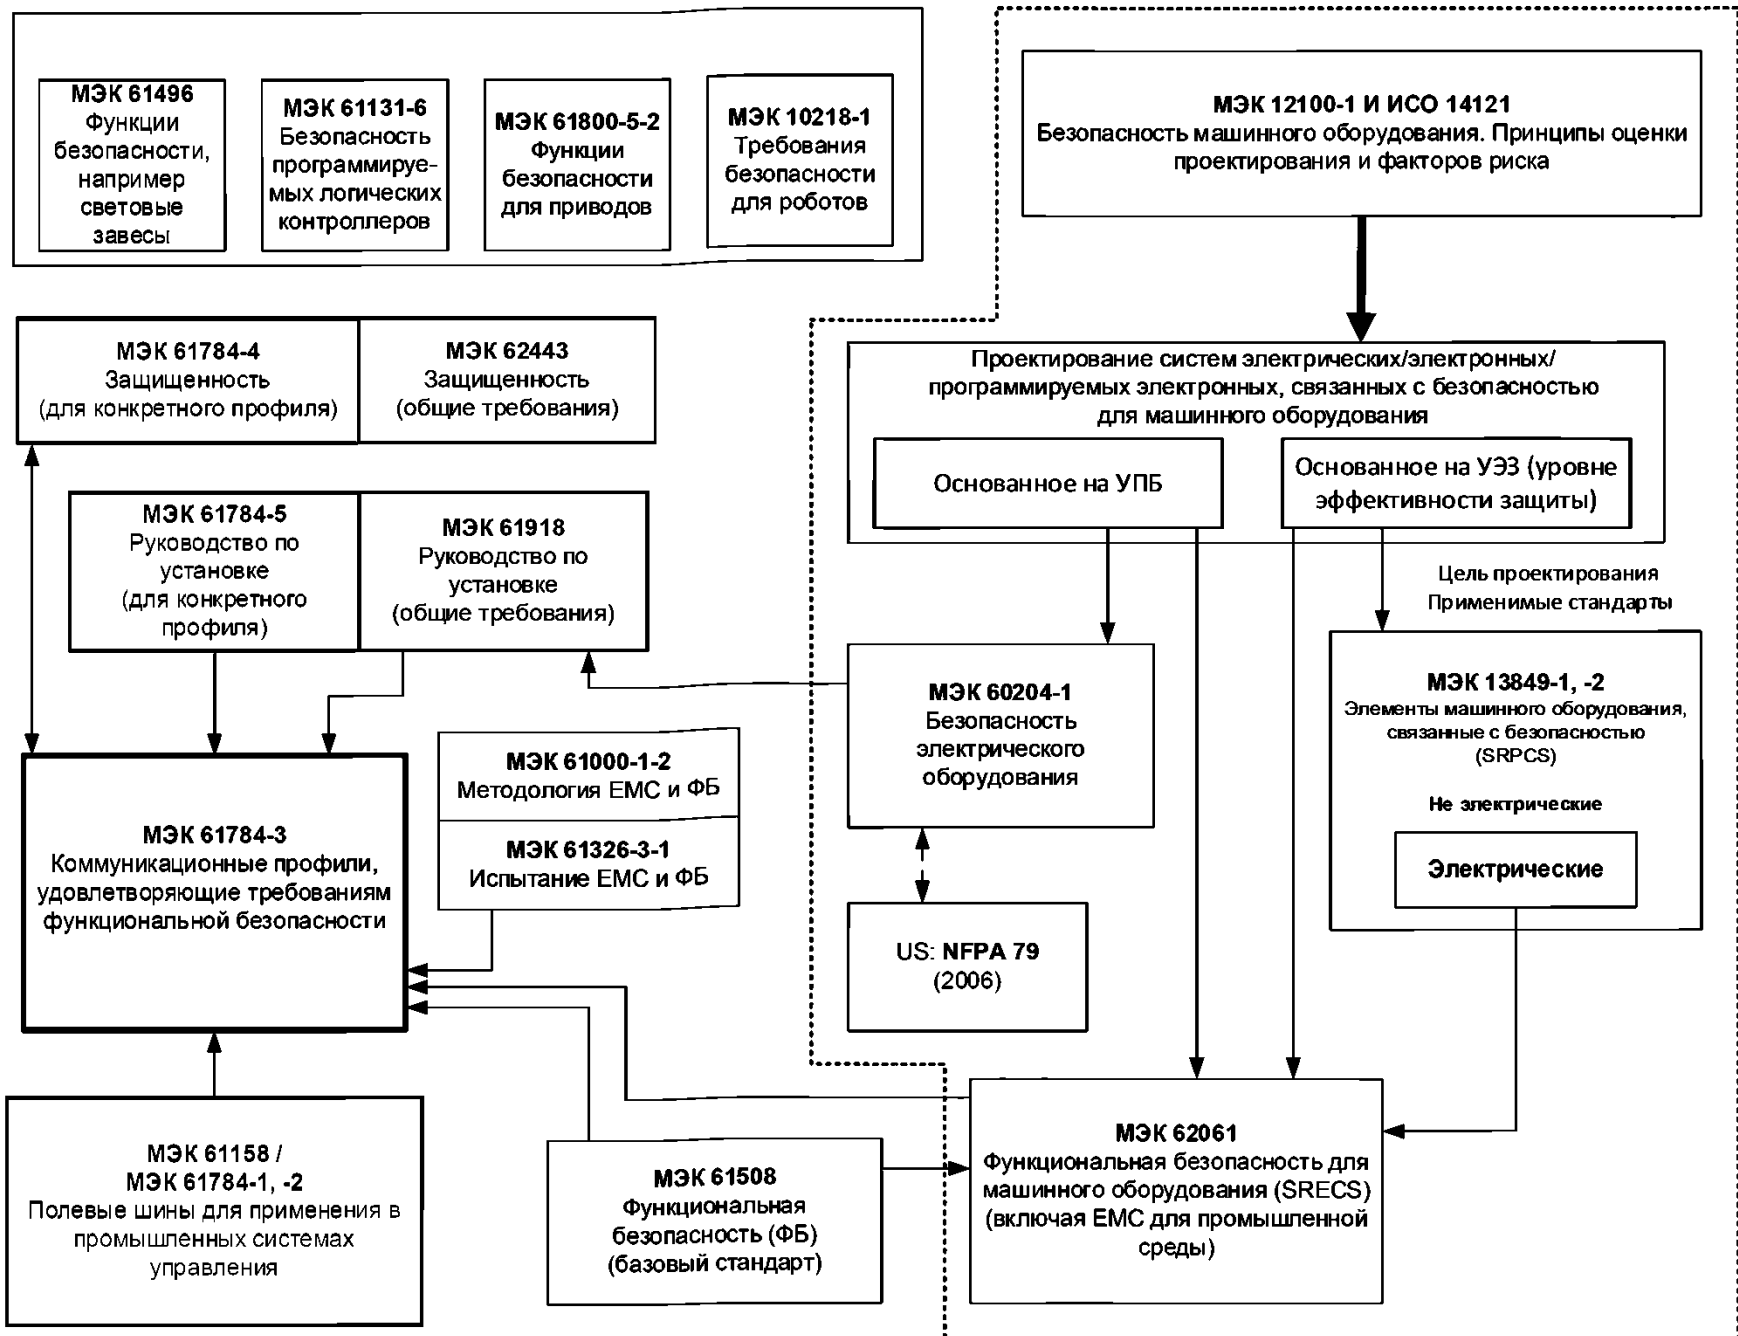 МЭК 61496
Функции
безопасности,
например
световые
завесы
МЭК 61131-6
Безопасность
программируе-
мых логических
контроллеров
МЭК 61800-5-2
Функции
безопасности
для приводов
МЭК 10218-1
Требования
безопасности
для роботов
МЭК 12100-1 И ИСО 14121
Безопасность машинного оборудования. Принципы оценки
проектирования и факторов риска
МЭК 61784-4
Защищенность
(для конкретного профиля)
МЭК 62443
Защищенность
(общие требования)
Проектирование систем электрических/электронных/
программируемых электронных, связанных с безопасностью
для машинного оборудования
Основанное на УПБ
Основанное на УЭЗ (уровне
эффективности защиты)
МЭК 61784-5
Руководство по
установке
(для конкретного
профиля)
МЭК 61918
Руководство по
установке
(общие требования)
Цель проектирования
Применимые стандарты
МЭК 60204-1
Безопасность
электрического
оборудования
МЭК 13849-1, -2
Элементы машинного оборудования,
связанные с безопасностью
(SRPCS)
Не электрические
Электрические
МЭК 61000-1-2
Методология ЕМС и ФБ
МЭК 61326-3-1
Испытание ЕМС и ФБ
МЭК 61784-3
Коммуникационные профили,
удовлетворяющие требованиям
функциональной безопасности
US: NFPA 79
(2006)
МЭК 61158 /
МЭК 61784-1, -2
Полевые шины для применения в
промышленных системах
управления
МЭК 61508
Функциональная
безопасность (ФБ)
(базовый стандарт)
МЭК 62061
Функциональная безопасность для
машинного оборудования (SRECS)
(включая ЕМС для промышленной
среды)